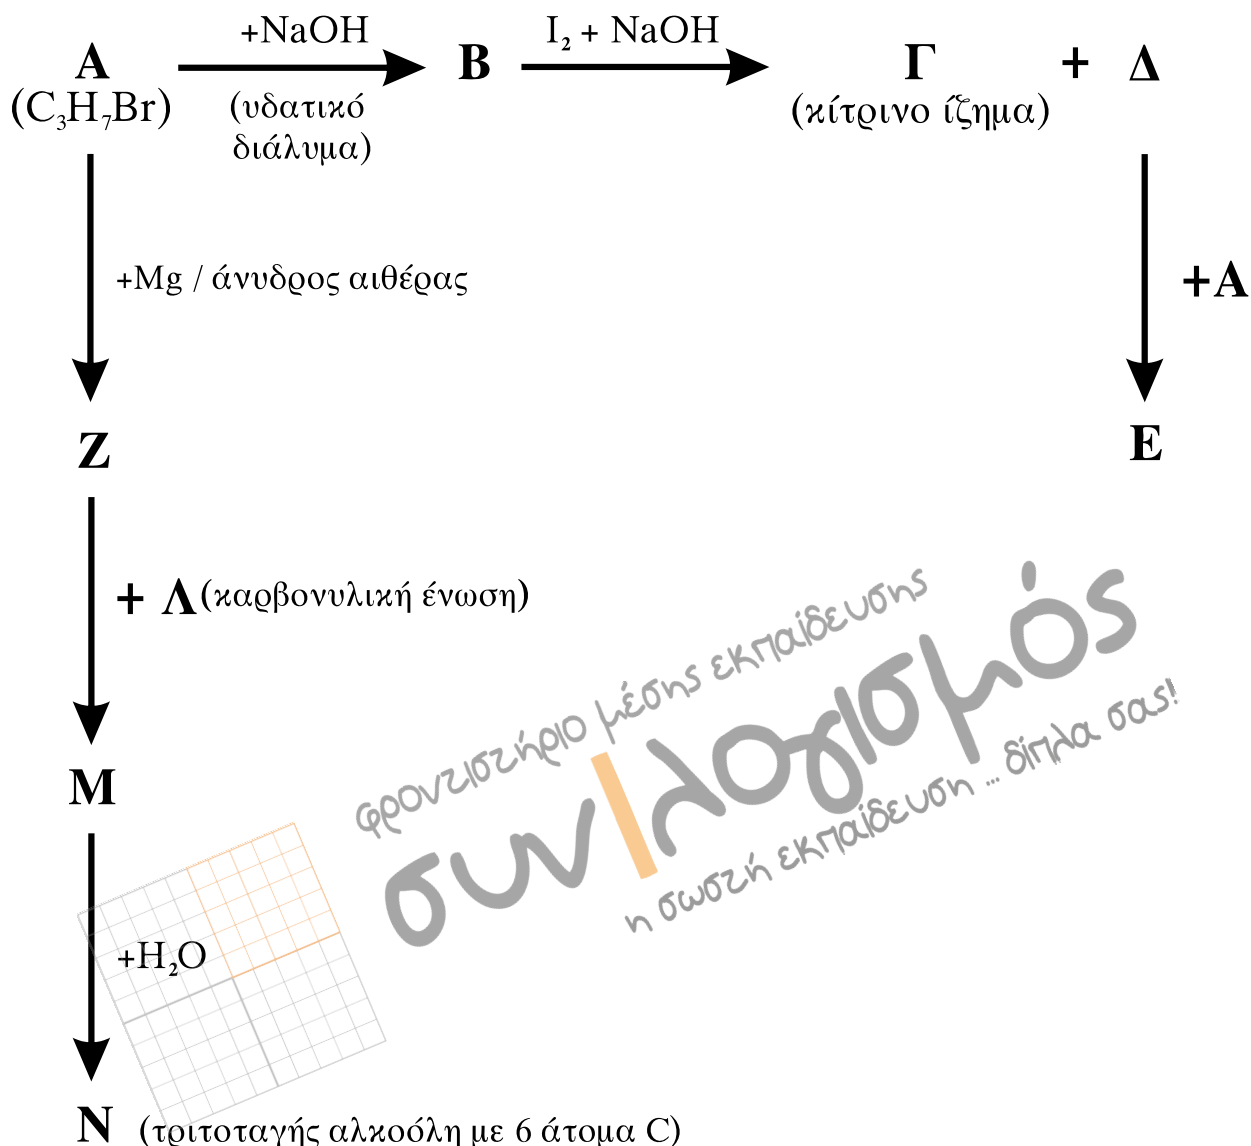 +NaOH
I₂ + NaOH
Α
Β
Γ + Δ
(C₃H₇Br)
(υδατικό
διάλυμα)
(κίτρινο ίζημα)
+Mg / άνυδρος αιθέρας
+Α
Ζ
Ε
+ Λ(καρβονυλική ένωση)
φροντιστήριο μέσης εκπαίδευσης
συν|λογισμός
η σωστή εκπαίδευση ... δίπλα σας!
Μ
+H₂O
Ν (τριτοταγής αλκοόλη με 6 άτομα C)